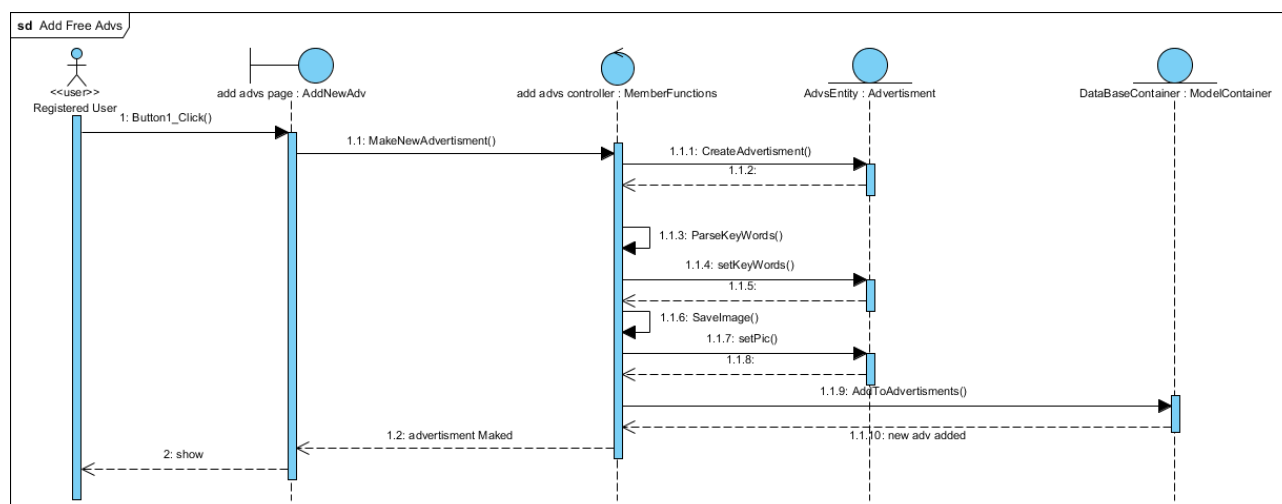 sd Add Free Advs
<<user>>
Registered User
add advs page : AddNewAdv
add advs controller : MemberFunctions
AdvsEntity : Advertisment
DataBaseContainer : ModelContainer
1: Button1_Click()
1.1: MakeNewAdvertisment()
1.1.1: CreateAdvertisment()
1.1.2:
1.1.3: ParseKeyWords()
1.1.4: setKeyWords()
1.1.5:
1.1.6: SaveImage()
1.1.7: setPic()
1.1.8:
1.1.9: AddToAdvertisments()
1.1.10: new adv added
1.2: advertisment Maked
2: show